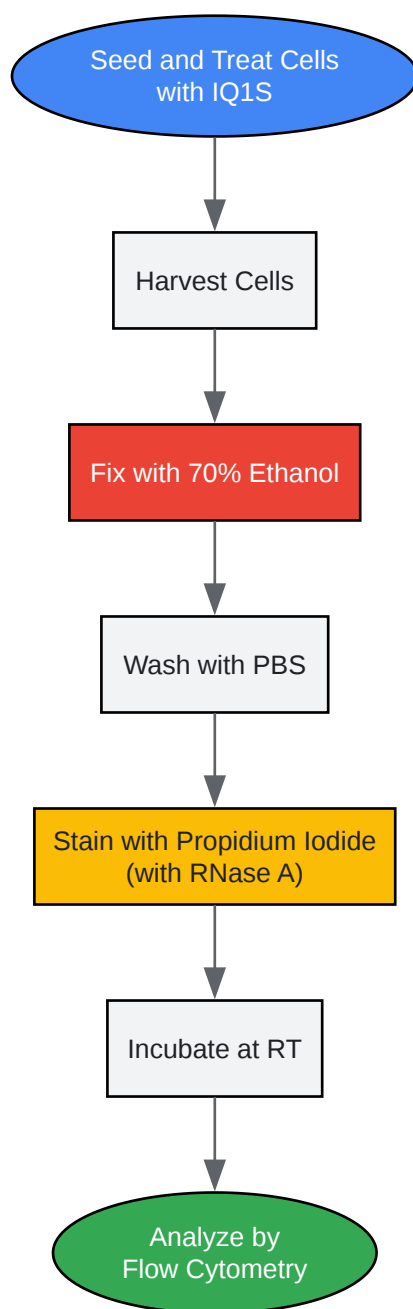 Seed and Treat Cells
with IQ1S
Harvest Cells
Fix with 70% Ethanol
Wash with PBS
Stain with Propidium Iodide
(with RNase A)
Incubate at RT
Analyze by
Flow Cytometry